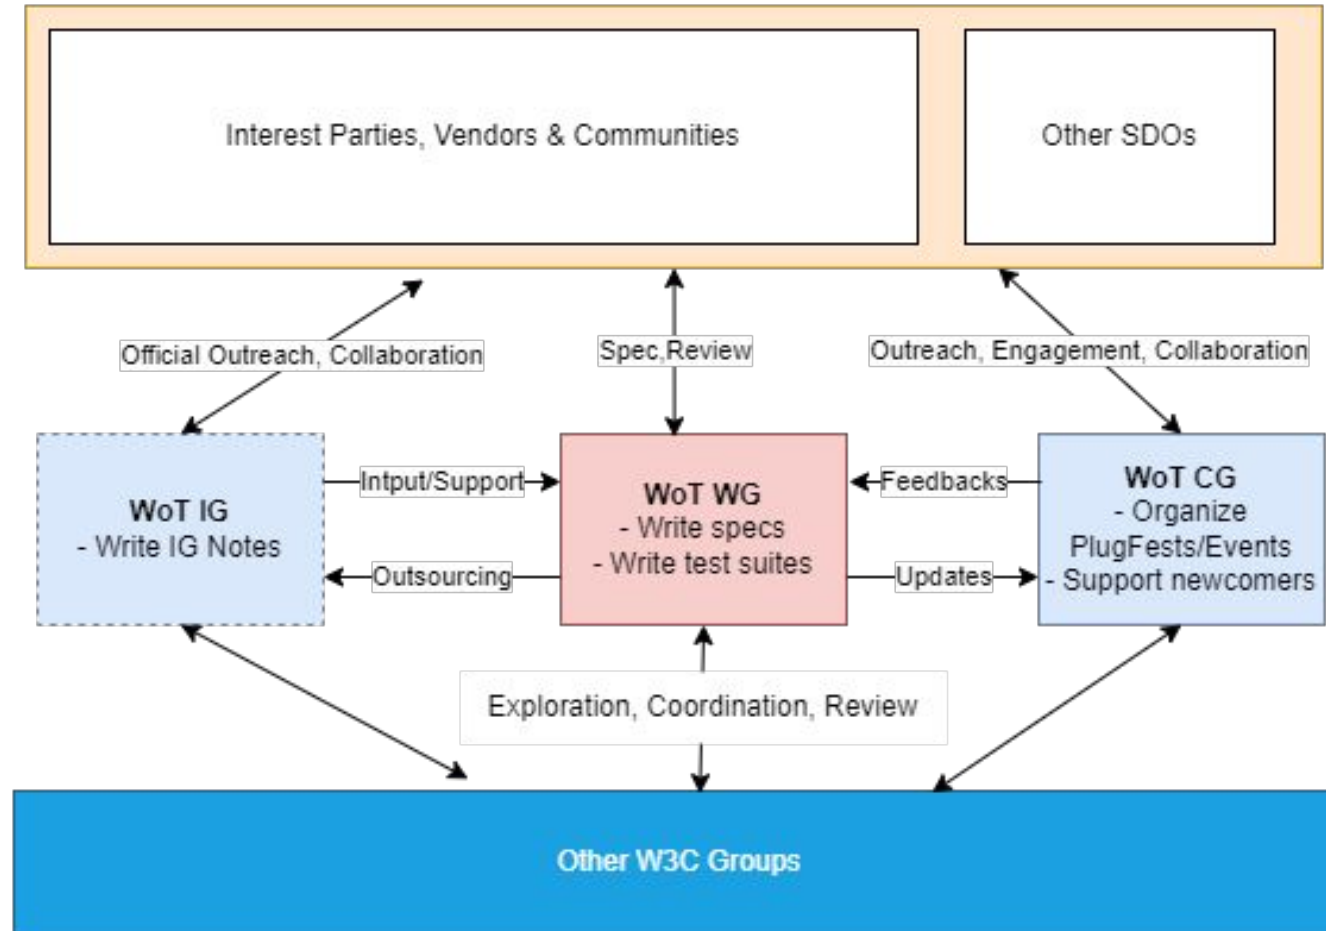 Interest Parties, Vendors & Communities
Other SDOs
Official Outreach, Collaboration
Spec,Review
Outreach, Engagement, Collaboration
WoT IG
- Write IG Notes
Intput/Support
Outsourcing
WoT WG
- Write specs
- Write test suites
Feedbacks
Updates
WoT CG
- Organize
PlugFests/Events
- Support newcomers
Exploration, Coordination, Review
Other W3C Groups